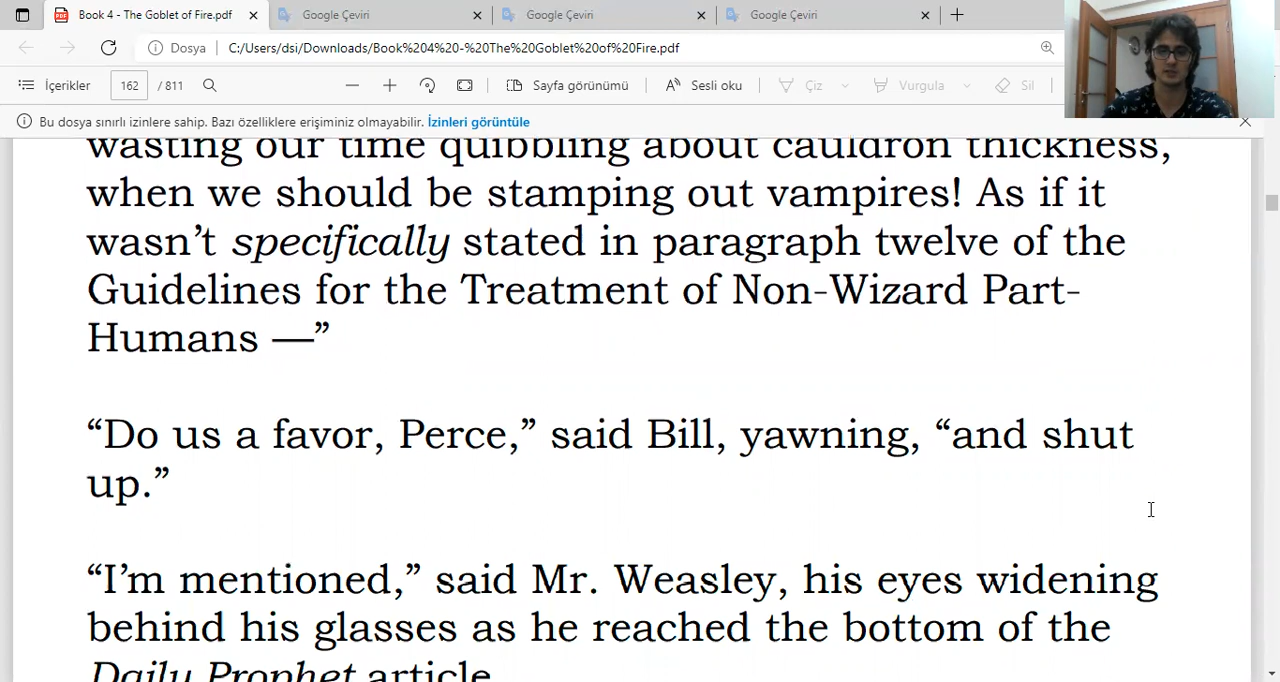 Book 4 - The Goblet of Fire.pdf
Google Çeviri
Google Çeviri
Google Çeviri
Dosya
C:/Users/dsi/Downloads/Book%204%20-%20The%20Goblet%20of%20Fire.pdf
İçerikler
162 / 811
Sayfa görünümü
Sesli oku
Çiz
Vurgula
Sil
Bu dosya sınırlı izinlere sahip. Bazı özelliklere erişiminiz olmayabilir. İzinleri görüntüle
wasting our time quibbling about cauldron thickness,
when we should be stamping out vampires! As if it
wasn’t specifically stated in paragraph twelve of the
Guidelines for the Treatment of Non-Wizard Part-
Humans —”
“Do us a favor, Perce,” said Bill, yawning, “and shut
up.”
“I’m mentioned,” said Mr. Weasley, his eyes widening
behind his glasses as he reached the bottom of the
Daily Prophet article.